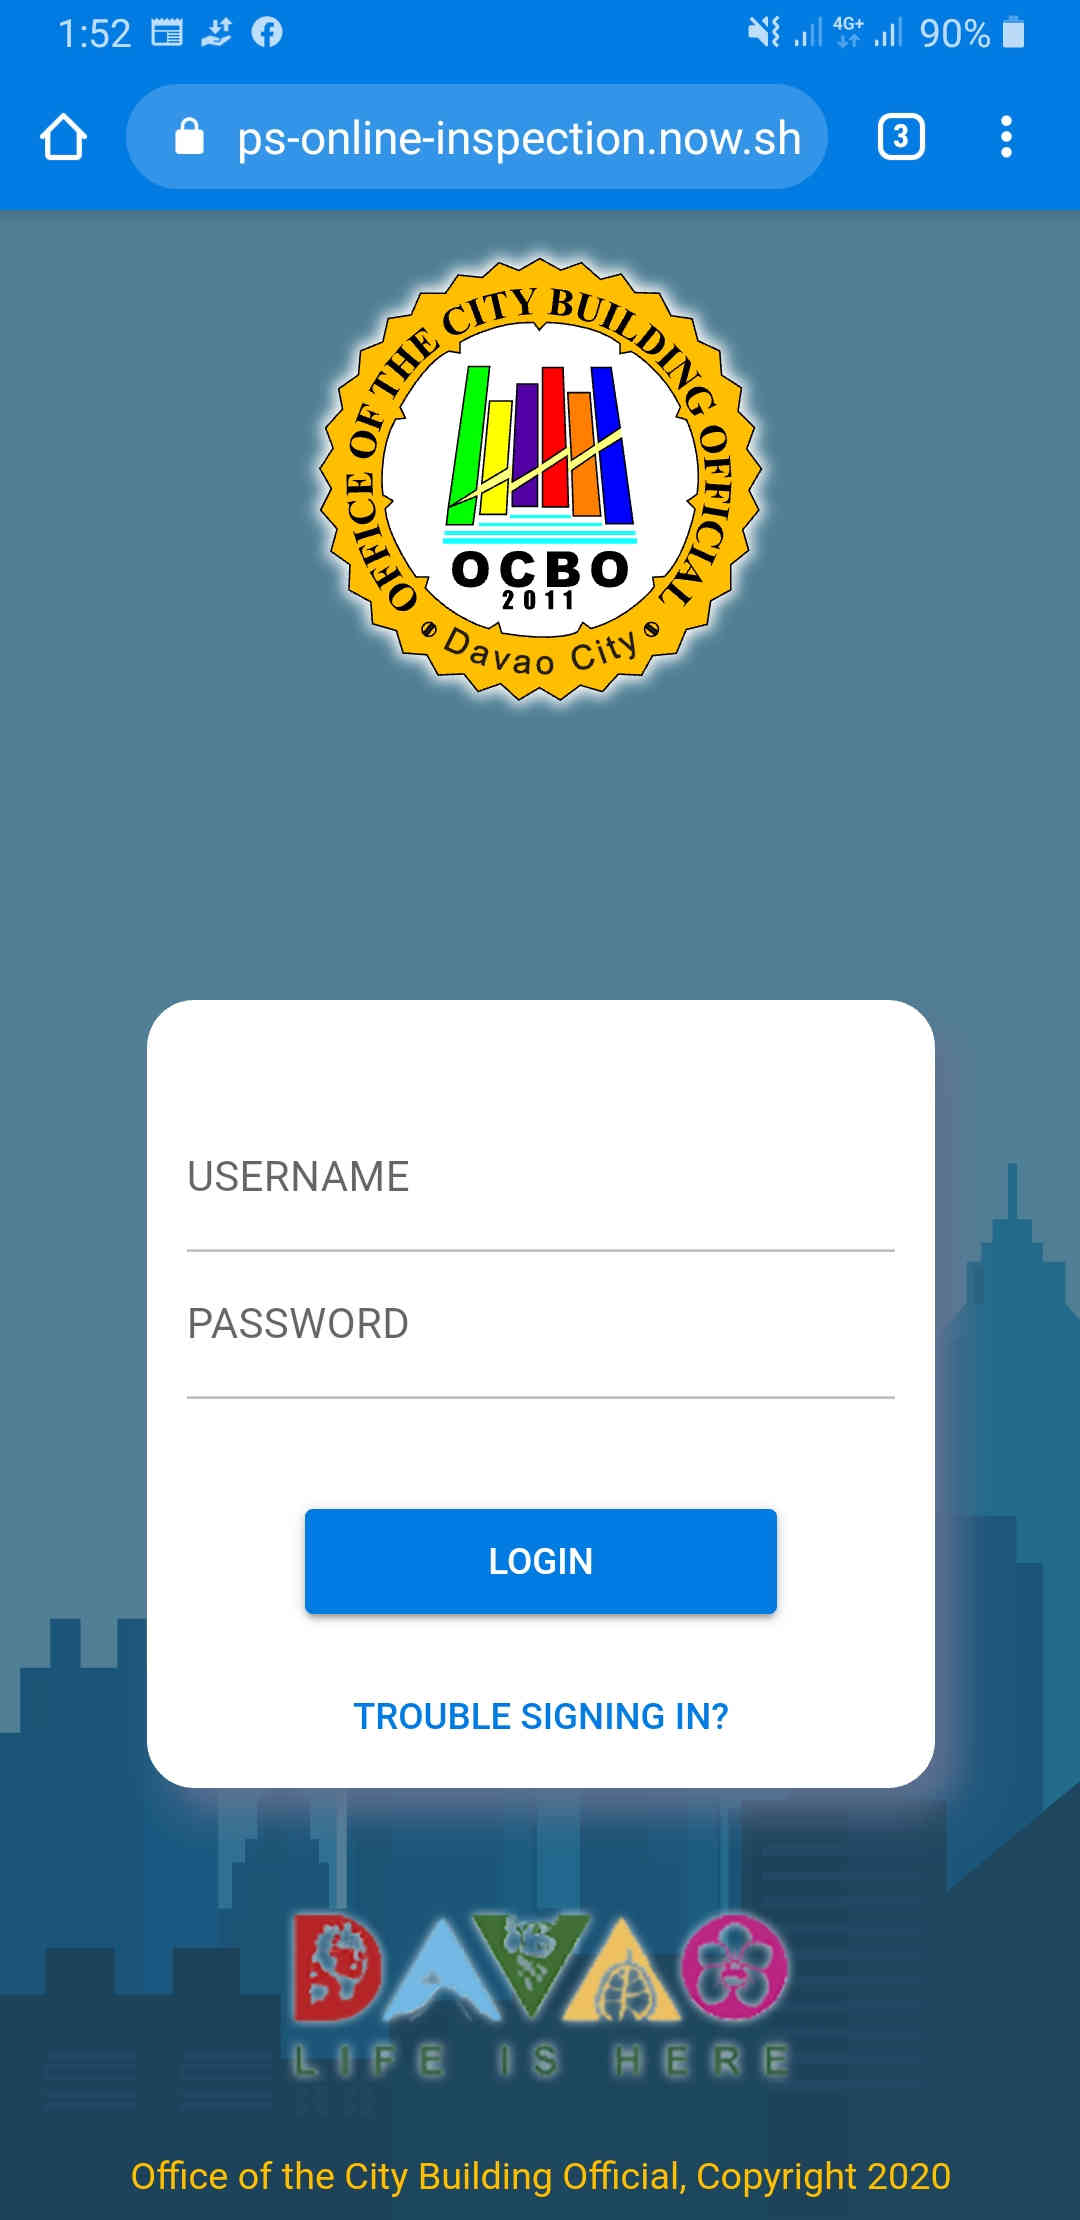 1:52
4G+
90%
ps-online-inspection.now.sh
3
OFFICE OF THE CITY BUILDING OFFICIAL
OCBO
2011
Davao City
USERNAME
PASSWORD
LOGIN
TROUBLE SIGNING IN?
DAVAO
LIFE IS HERE
Office of the City Building Official, Copyright 2020